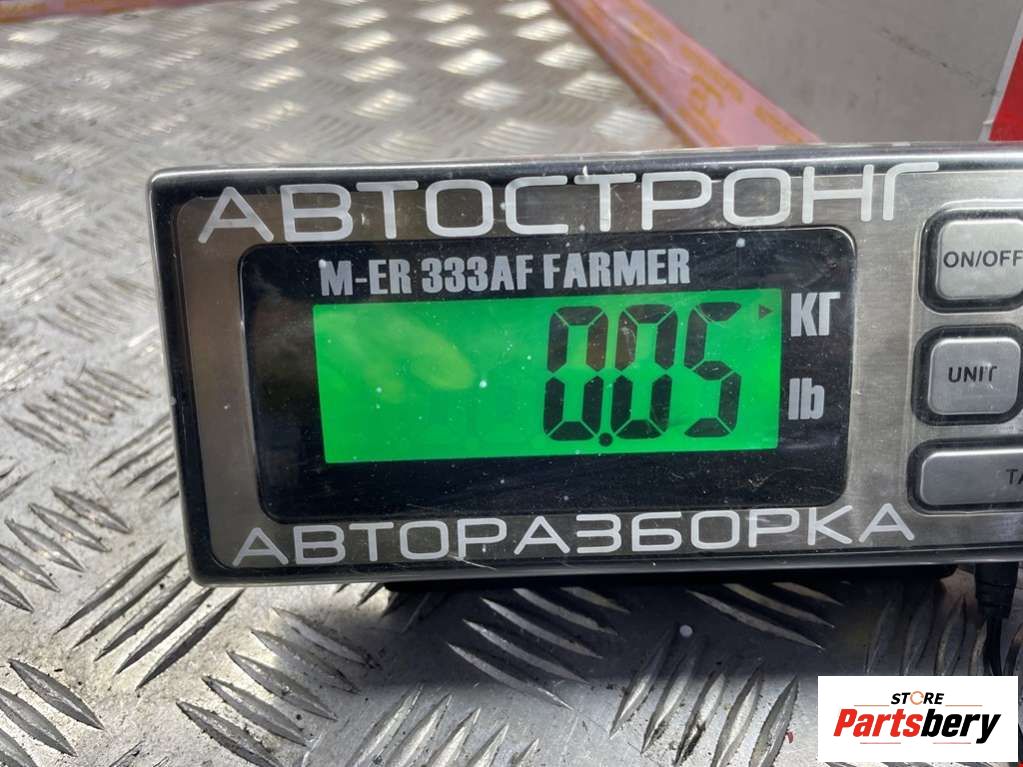 АВТОСТРОНГ
M-ER 333AF FARMER
0.05 КГ
lb
АВТОРАЗБОРКА
ON/OFF
UNIT
STORE
Partsbery